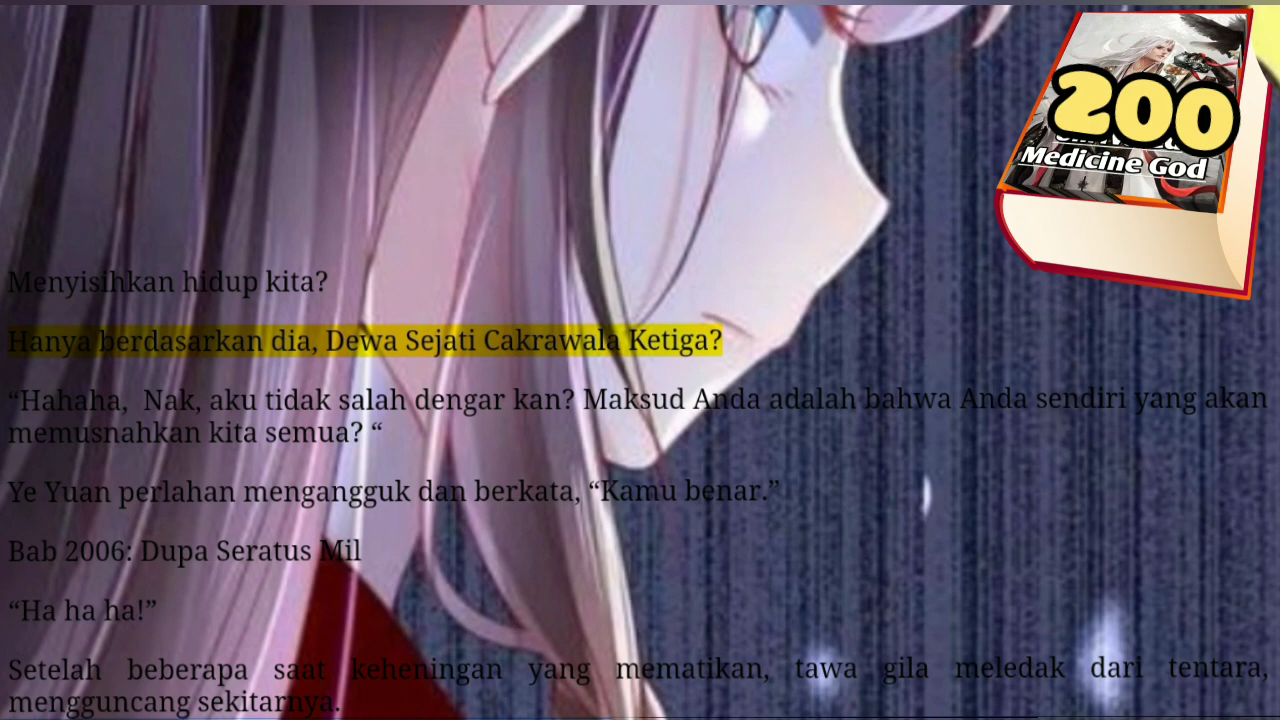 200
Medicine God
Menyisihkan hidup kita?
Hanya berdasarkan dia, Dewa Sejati Cakrawala Ketiga?
“Hahaha,  Nak, aku tidak salah dengar kan? Maksud Anda adalah bahwa Anda sendiri yang akan
memusnahkan kita semua? “
Ye Yuan perlahan mengangguk dan berkata, “Kamu benar.”
Bab 2006: Dupa Seratus Mil
“Ha ha ha!”
Setelah beberapa saat keheningan yang mematikan, tawa gila meledak dari tentara,
mengguncang sekitarnya.